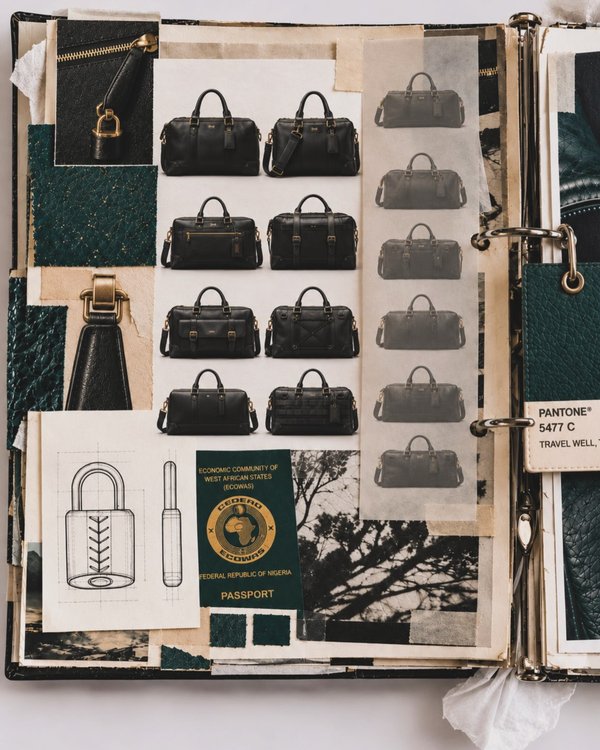 ECONOMIC COMMUNITY OF
WEST AFRICAN STATES
(ECOWAS)
CEDEAO
ECOWAS
FEDERAL REPUBLIC OF NIGERIA
PASSPORT
PANTONE®
5477 C
TRAVEL WELL,